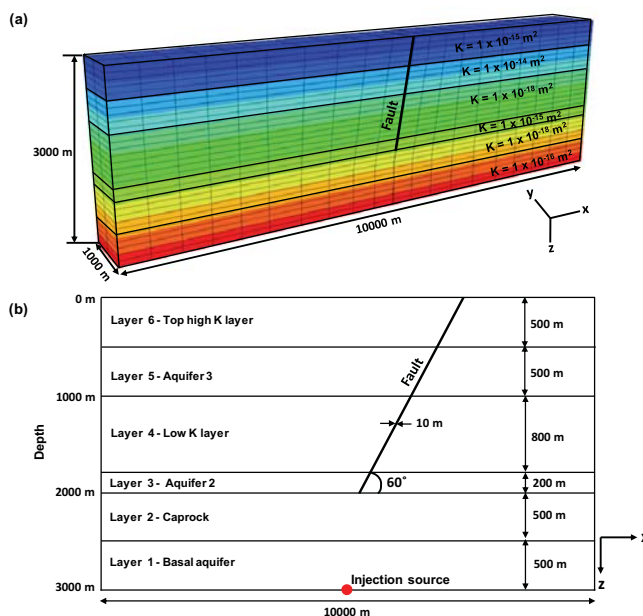 (a)
K = 1 x 10⁻¹⁵ m²
K = 1 x 10⁻¹⁴ m²
K = 1 x 10⁻¹⁸ m²
K = 1 x 10⁻¹⁵ m²
K = 1 x 10⁻¹⁸ m²
K = 1 x 10⁻¹⁶ m²
Fault
3000 m
1000 m
10000 m
y
x
z
(b)
0 m
Layer 6 - Top high K layer
500 m
Layer 5 - Aquifer 3
Fault
500 m
1000 m
10 m
Depth
Layer 4 - Low K layer
800 m
Layer 3 - Aquifer 2
60°
200 m
2000 m
Layer 2 - Caprock
500 m
x
Layer 1 - Basal aquifer
500 m
z
Injection source
3000 m
10000 m